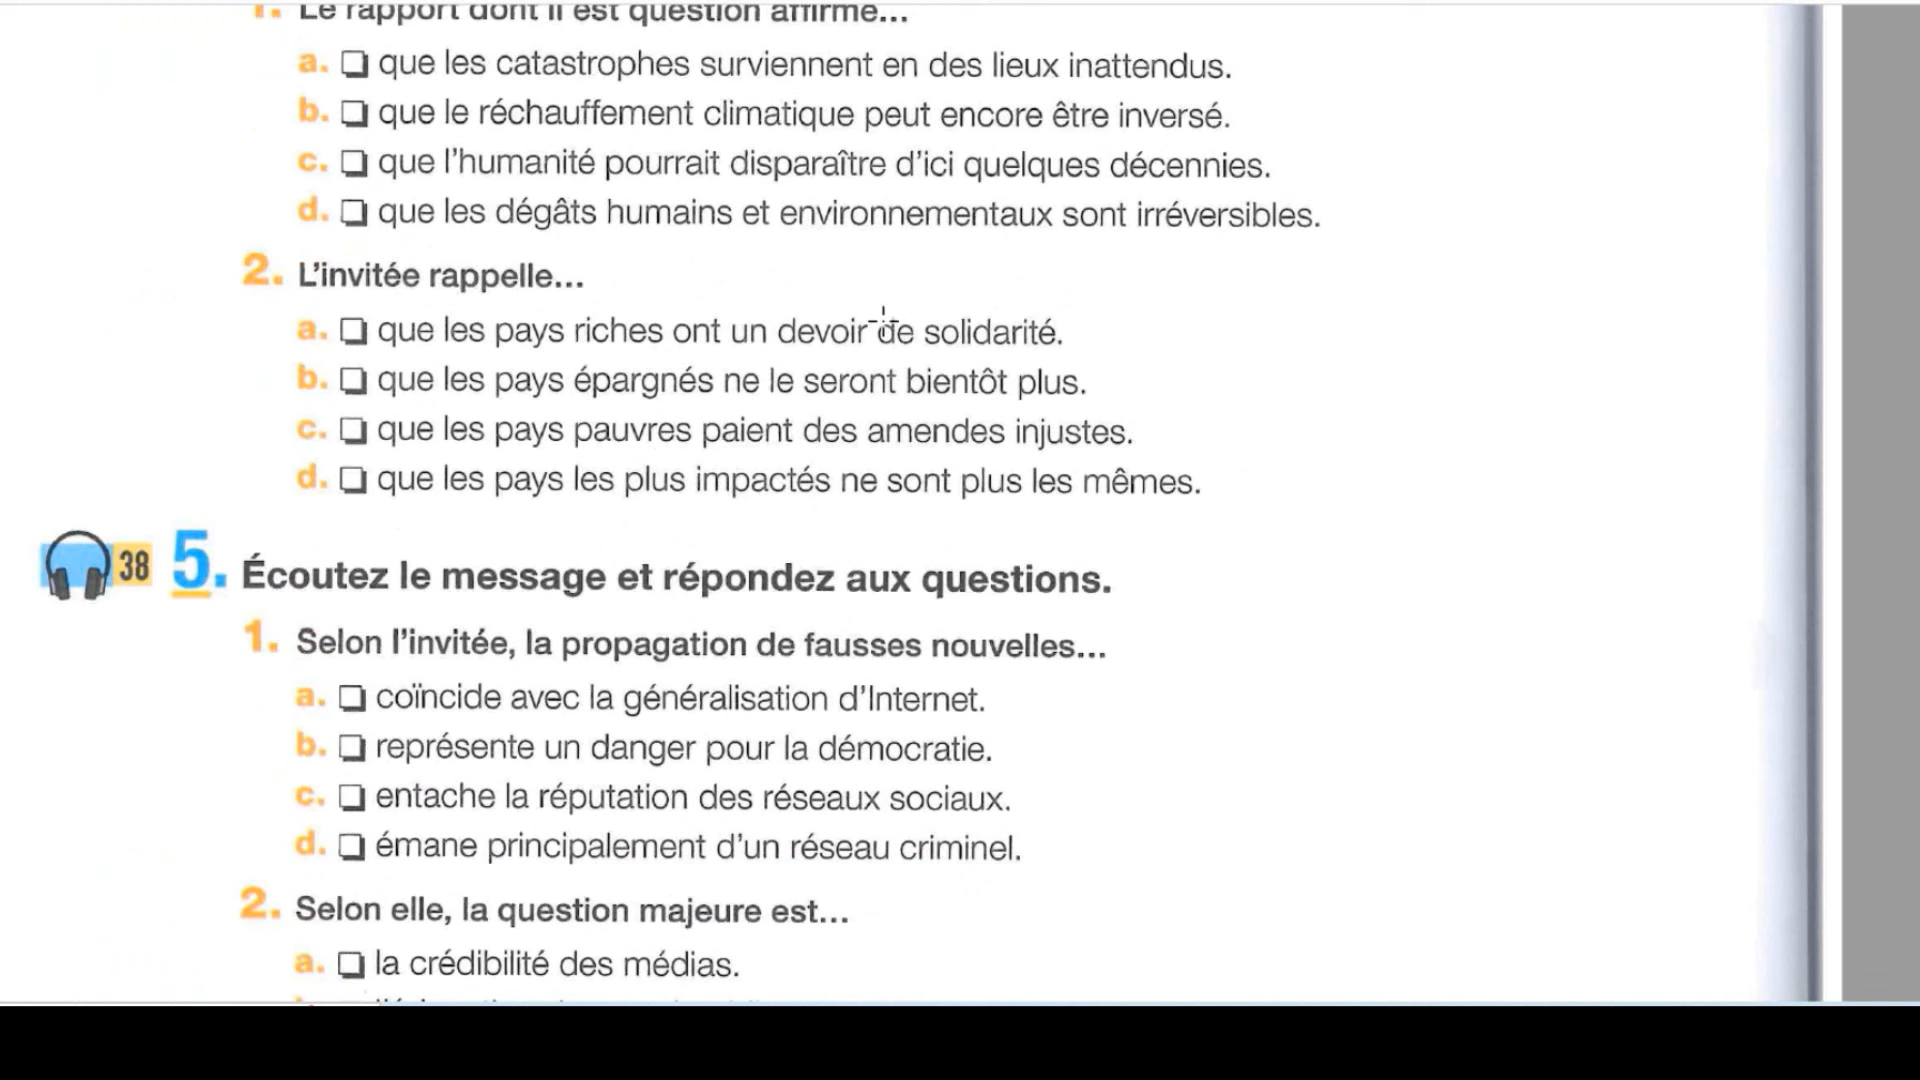 1. Le rapport dont il est question affirme...
a. que les catastrophes surviennent en des lieux inattendus.
b. que le réchauffement climatique peut encore être inversé.
c. que l'humanité pourrait disparaître d'ici quelques décennies.
d. que les dégâts humains et environnementaux sont irréversibles.
2. L'invitée rappelle...
a. que les pays riches ont un devoir de solidarité.
b. que les pays épargnés ne le seront bientôt plus.
c. que les pays pauvres paient des amendes injustes.
d. que les pays les plus impactés ne sont plus les mêmes.
38 5. Écoutez le message et répondez aux questions.
1. Selon l'invitée, la propagation de fausses nouvelles...
a. coïncide avec la généralisation d'Internet.
b. représente un danger pour la démocratie.
c. entache la réputation des réseaux sociaux.
d. émane principalement d'un réseau criminel.
2. Selon elle, la question majeure est...
a. la crédibilité des médias.